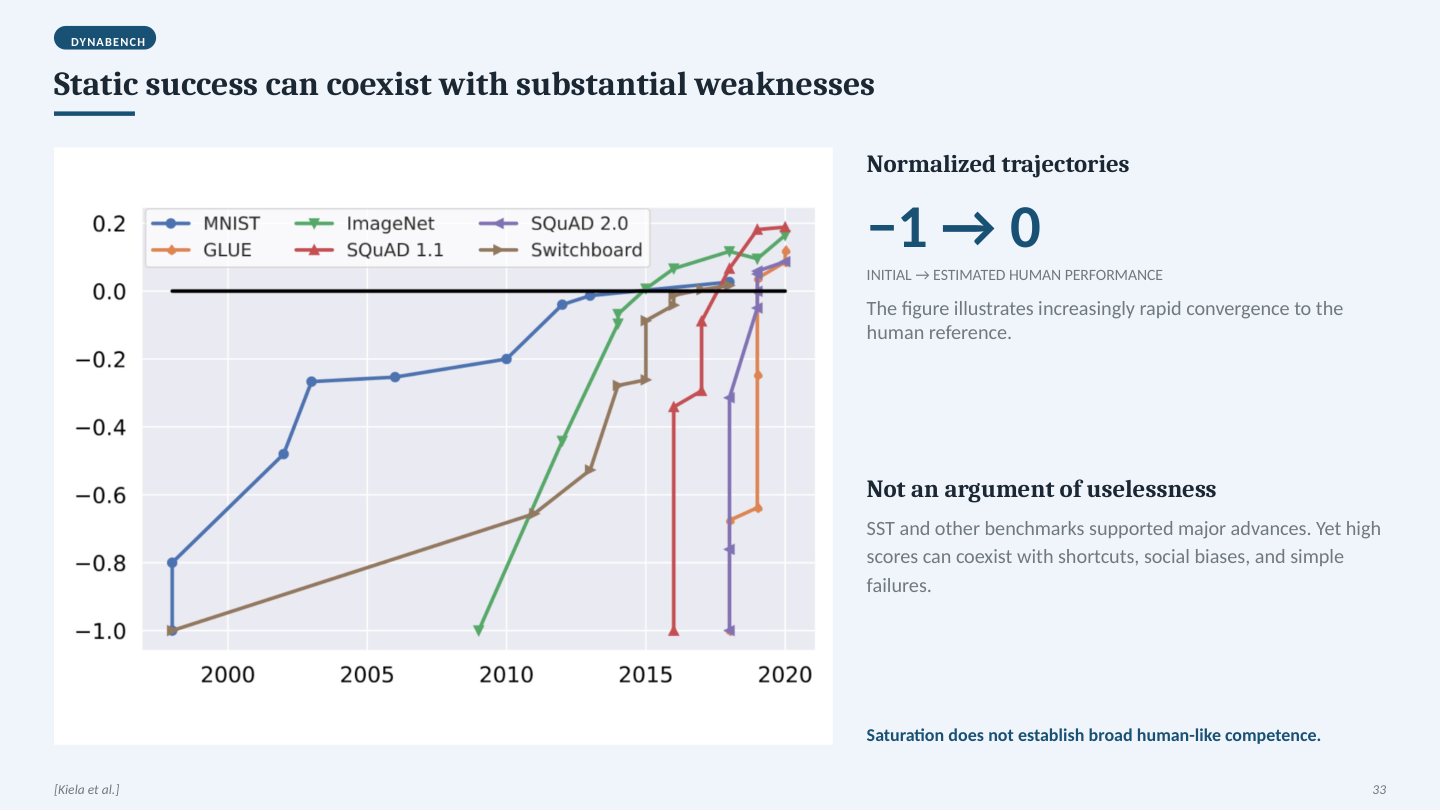 DYNABENCH
Static success can coexist with substantial weaknesses
MNIST
GLUE
ImageNet
SQuAD 1.1
SQuAD 2.0
Switchboard
0.2
0.0
−0.2
−0.4
−0.6
−0.8
−1.0
2000
2005
2010
2015
2020
Normalized trajectories
−1 → 0
INITIAL → ESTIMATED HUMAN PERFORMANCE
The figure illustrates increasingly rapid convergence to the
human reference.
Not an argument of uselessness
SST and other benchmarks supported major advances. Yet high
scores can coexist with shortcuts, social biases, and simple
failures.
Saturation does not establish broad human-like competence.
[Kiela et al.]
33